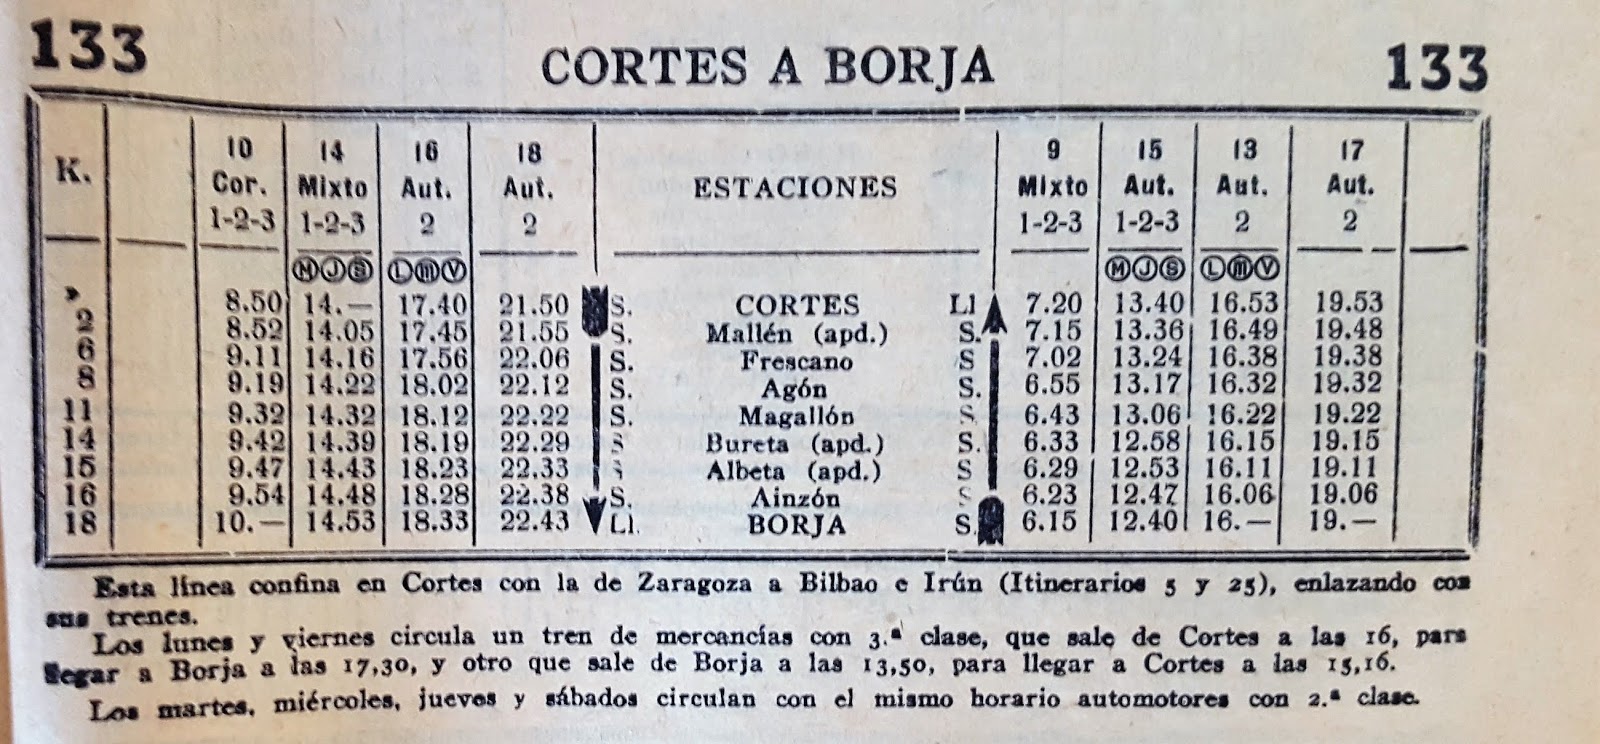 133 CORTES A BORJA 133
K. 10 14 16 18 ESTACIONES 9 15 13 17
Cor. Mixto Aut. Aut. Mixto Aut. Aut. Aut.
1-2-3 1-2-3 2 2 1-2-3 1-2-3 2 2
Ⓜ Ⓙ Ⓢ Ⓛ ⓜ Ⓥ Ⓜ Ⓙ Ⓢ Ⓛ ⓜ Ⓥ
» 8.50 14.— 17.40 21.50 S. CORTES Ll 7.20 13.40 16.53 19.53
2 8.52 14.05 17.45 21.55 S. Mallén (apd.) S. 7.15 13.36 16.49 19.48
6 9.11 14.16 17.56 22.06 S. Frescano S 7.02 13.24 16.38 19.38
8 9.19 14.22 18.02 22.12 S. Agón S. 6.55 13.17 16.32 19.32
11 9.32 14.32 18.12 22.22 S. Magallón S 6.43 13.06 16.22 19.22
14 9.42 14.39 18.19 22.29 S Bureta (apd.) S. 6.33 12.58 16.15 19.15
15 9.47 14.43 18.23 22.33 S Albeta (apd.) S 6.29 12.53 16.11 19.11
16 9.54 14.48 18.28 22.38 S. Ainzón S 6.23 12.47 16.06 19.06
18 10.— 14.53 18.33 22.43 Ll. BORJA S. 6.15 12.40 16.— 19.—
Esta línea confina en Cortes con la de Zaragoza a Bilbao e Irún (Itinerarios 5 y 25), enlazando con
sus trenes.
Los lunes y viernes circula un tren de mercancías con 3.ª clase, que sale de Cortes a las 16, para
llegar a Borja a las 17,30, y otro que sale de Borja a las 13,50, para llegar a Cortes a las 15,16.
Los martes, miércoles, jueves y sábados circulan con el mismo horario automotores con 2.ª clase.